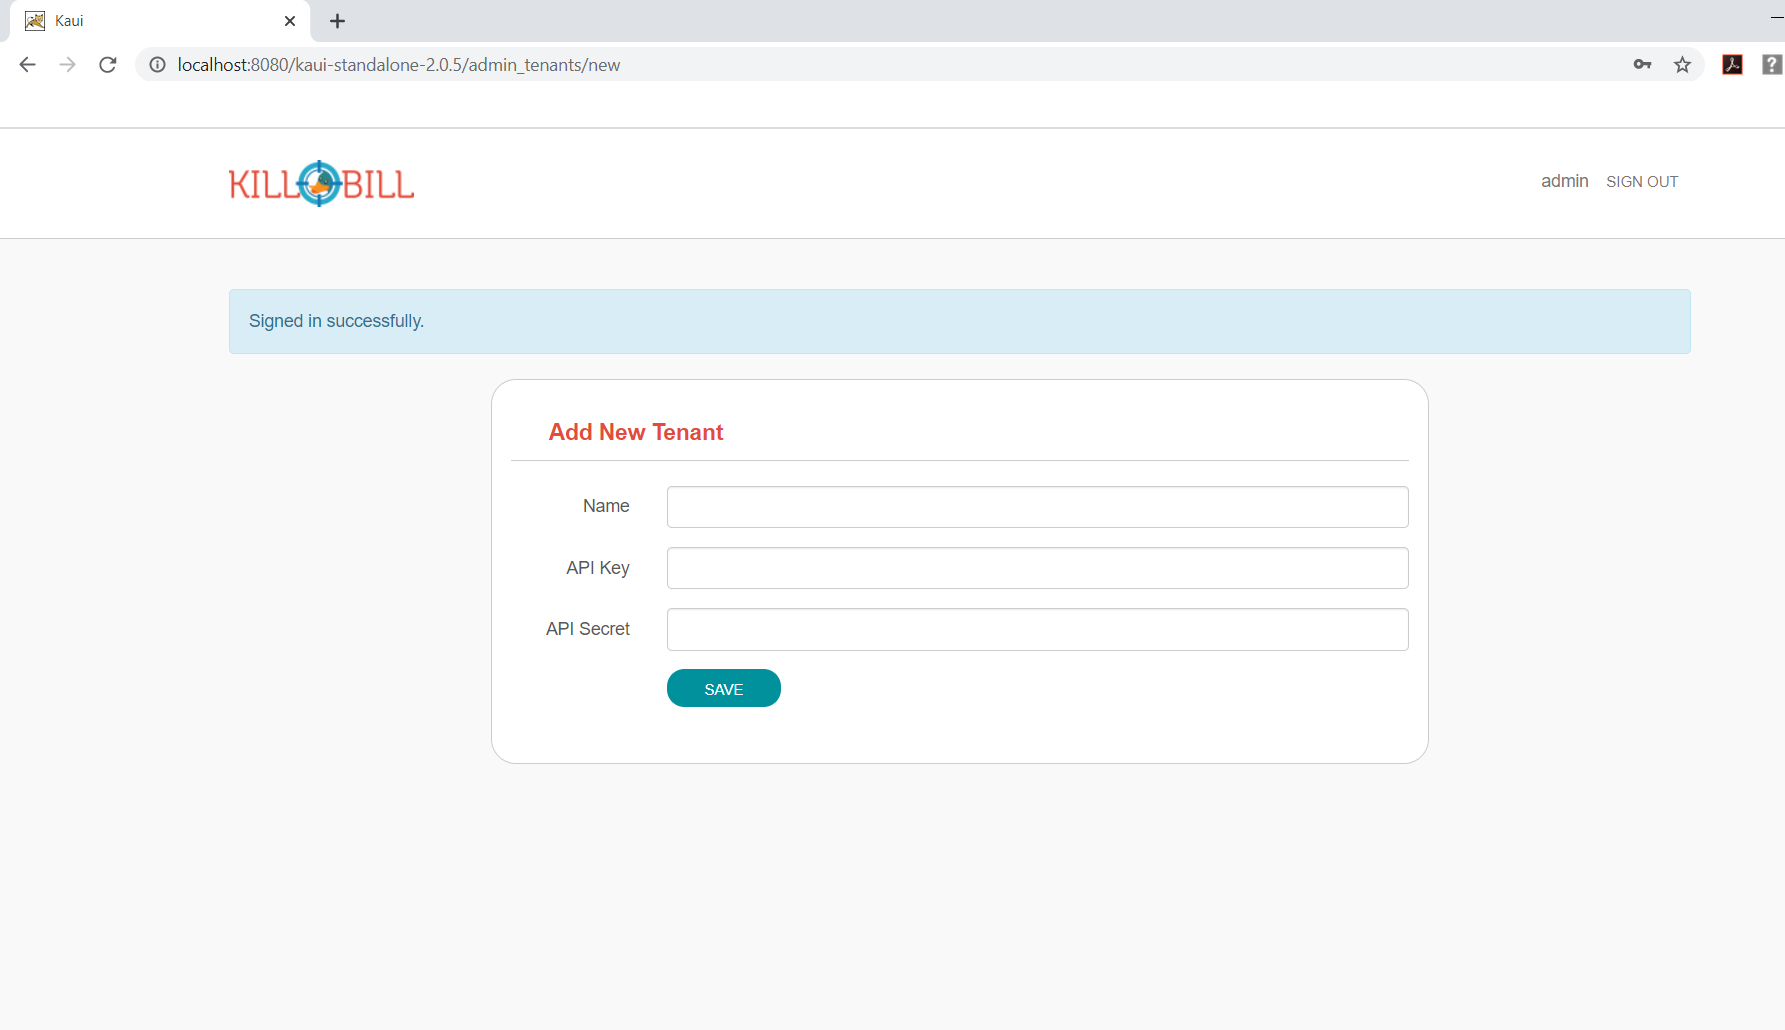 Kaui
localhost:8080/kaui-standalone-2.0.5/admin_tenants/new
KILL BILL
admin SIGN OUT
Signed in successfully.
Add New Tenant
Name
API Key
API Secret
SAVE